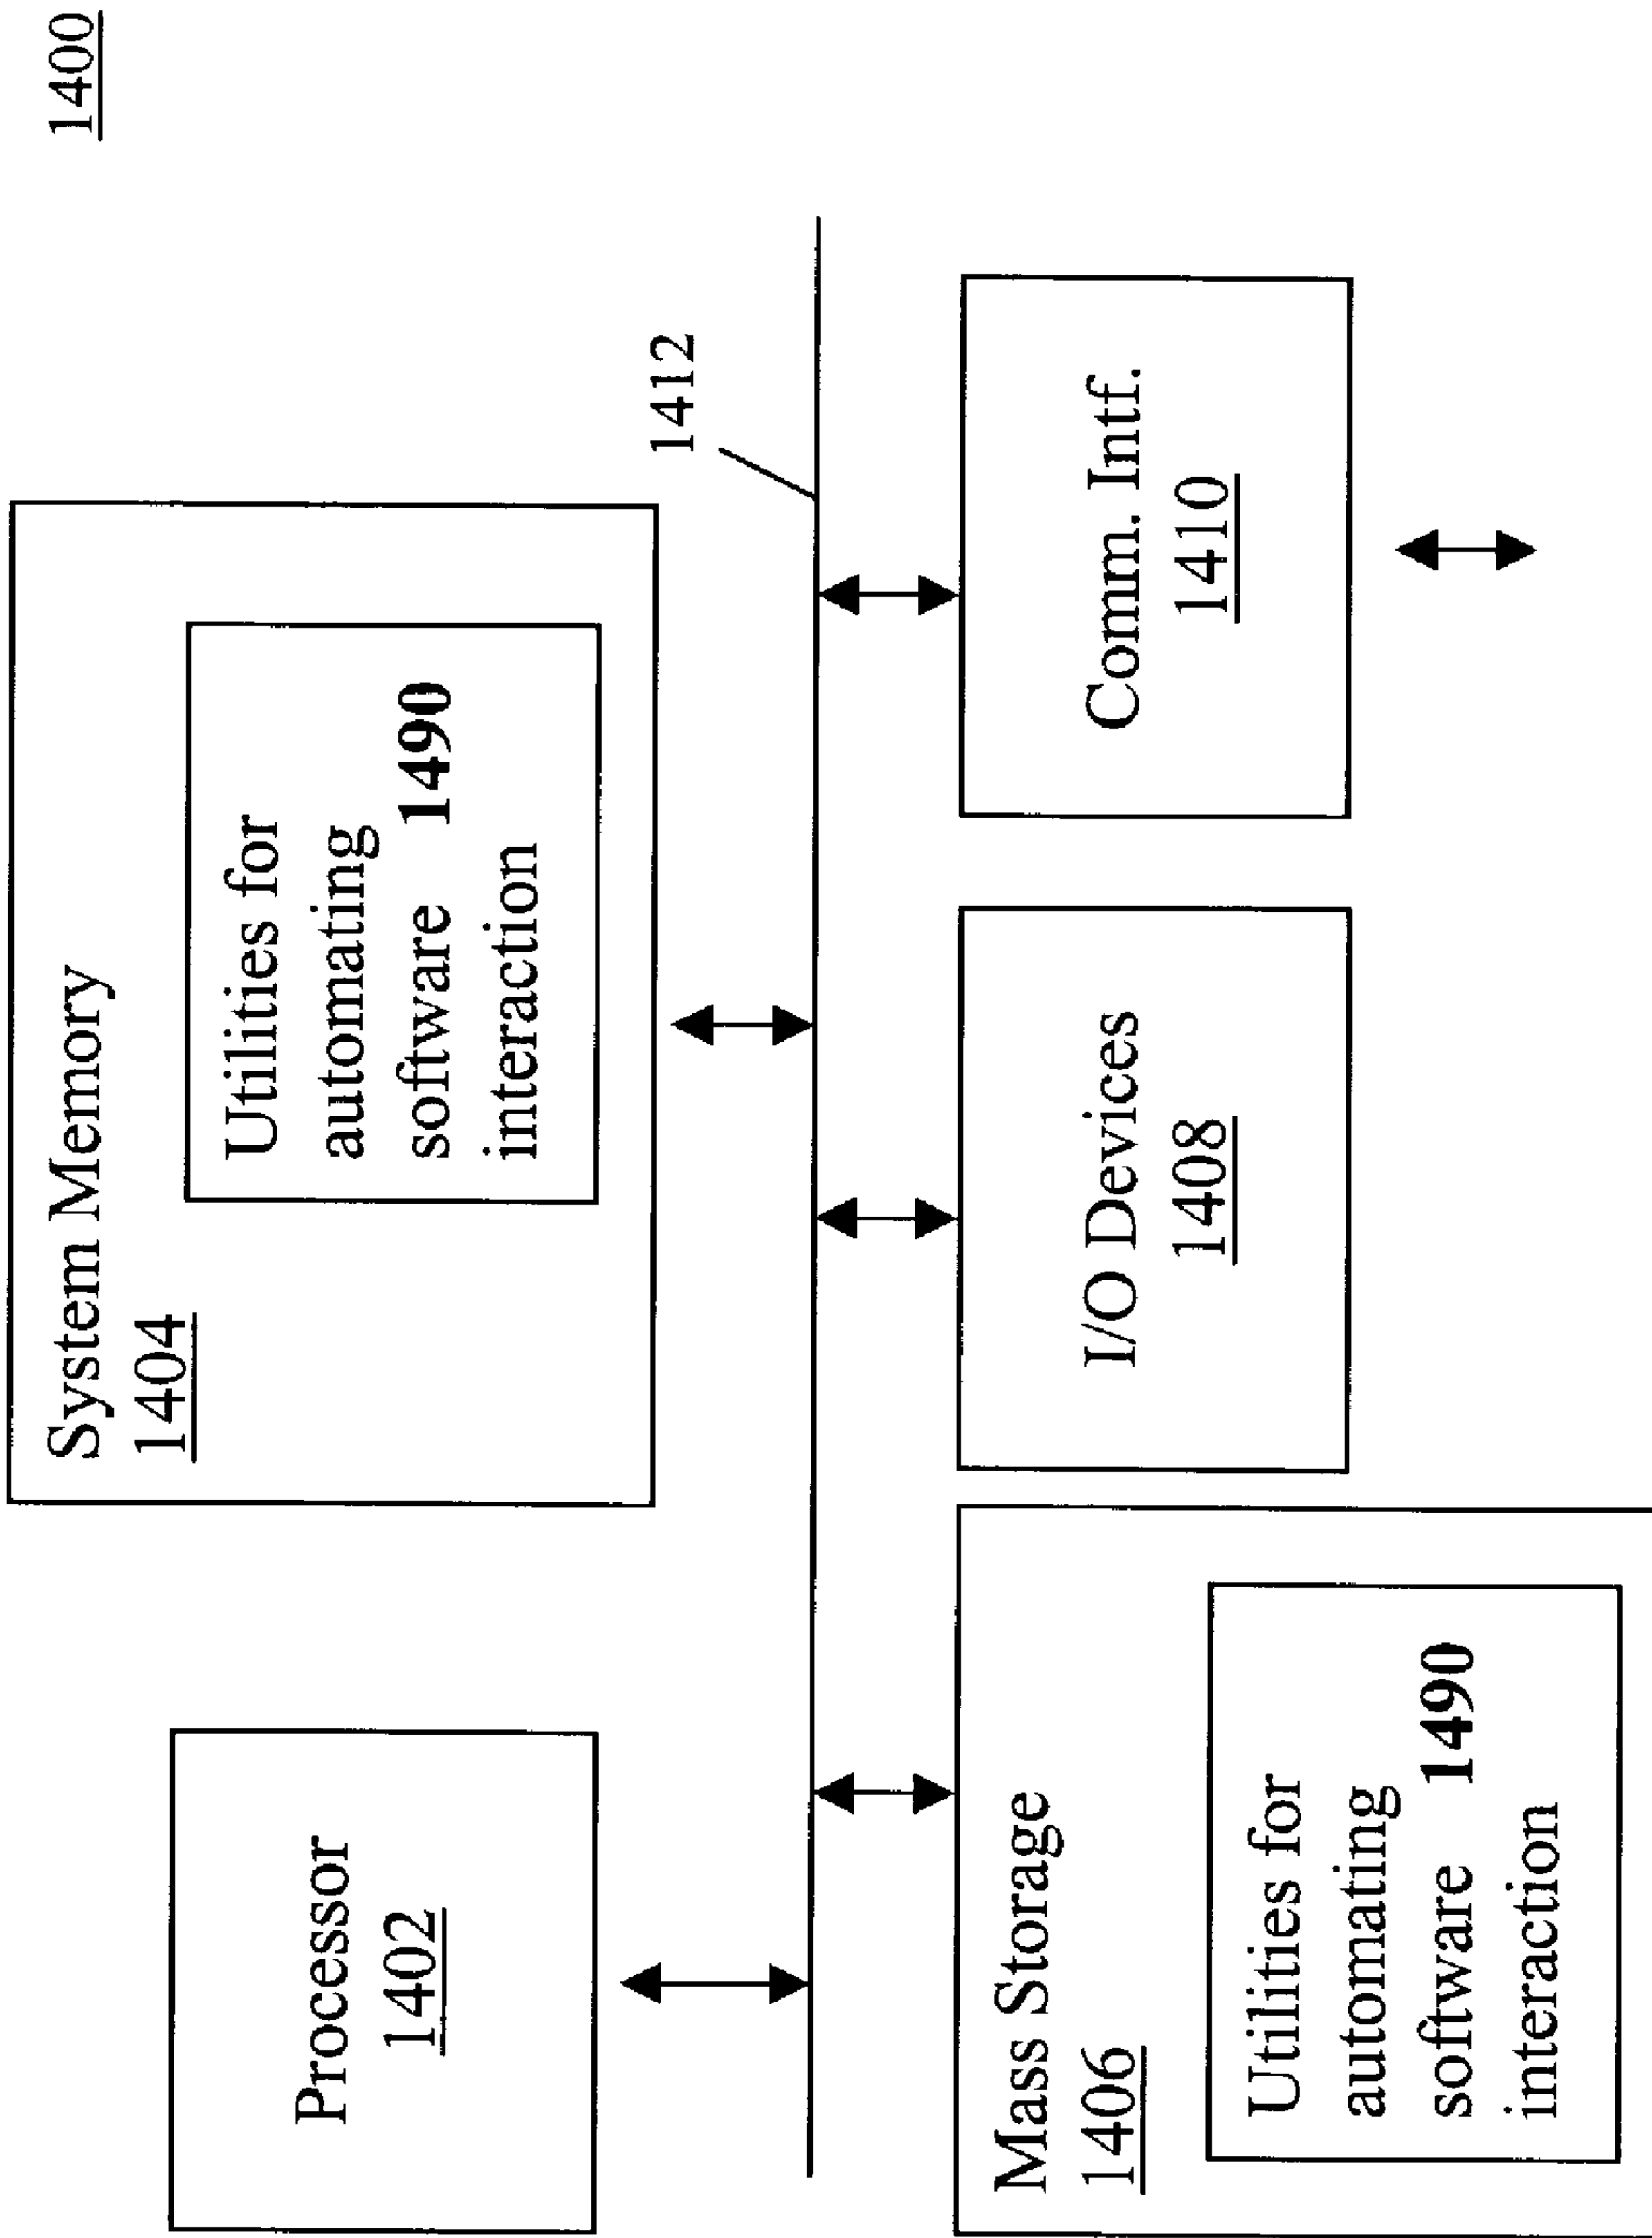 1400
Processor
1402
System Memory
1404
Utilities for
automating
software 1490
interaction
1412
Mass Storage
1406
Utilities for
automating
software 1490
interaction
I/O Devices
1408
Comm. Intf.
1410